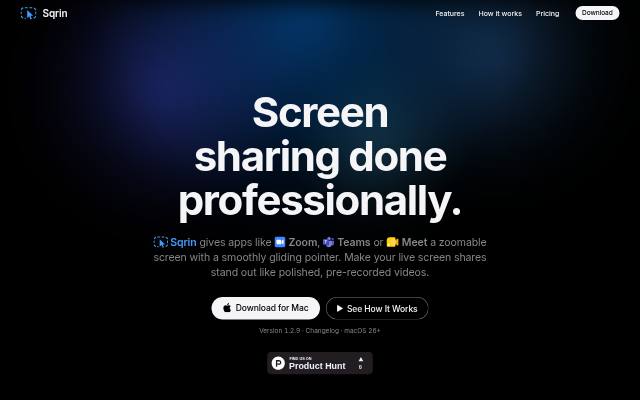 Sqrin
Features How it works Pricing Download
Screen
sharing done
professionally.
Sqrin gives apps like Zoom, Teams or Meet a zoomable
screen with a smoothly gliding pointer. Make your live screen shares
stand out like polished, pre-recorded videos.
Download for Mac
See How It Works
Version 1.2.9 · Changelog · macOS 26+
P
FIND US ON
Product Hunt
▲
6